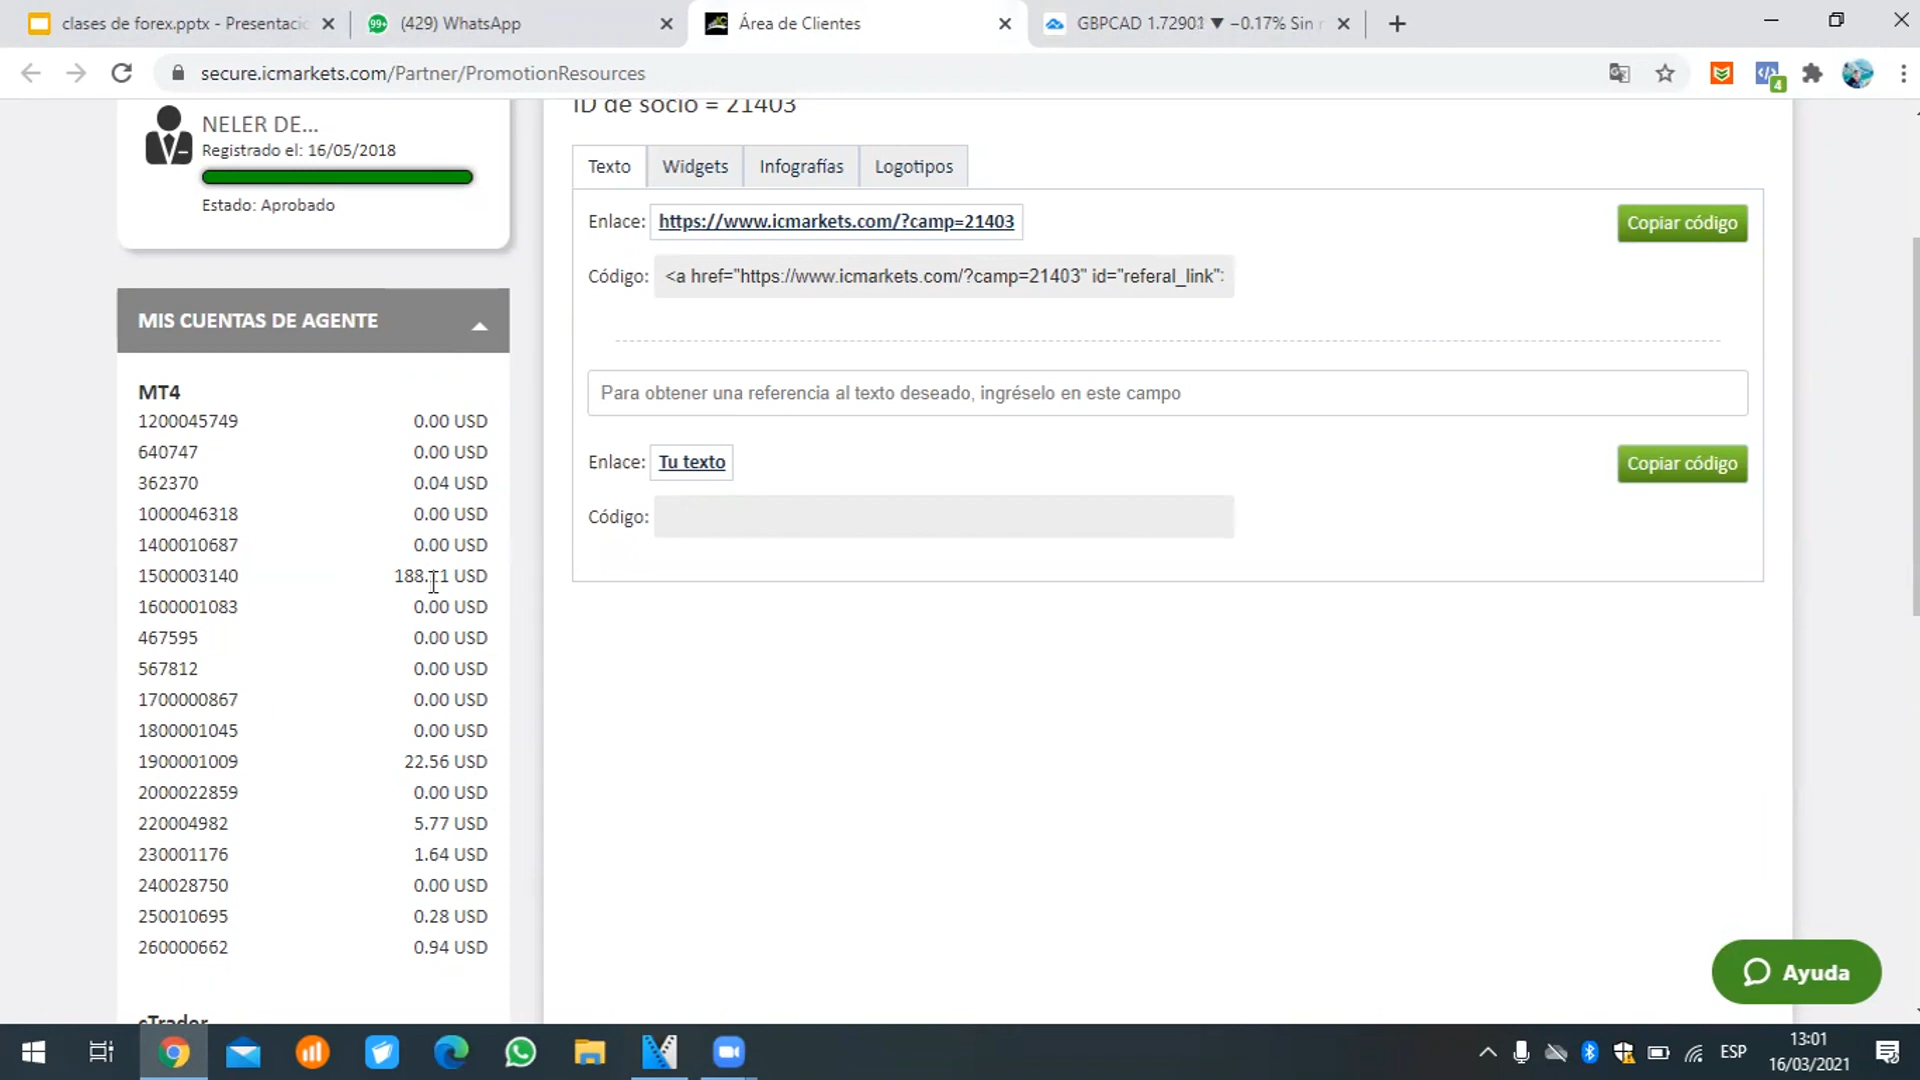 clases de forex.pptx - Presentaci
(429) WhatsApp
Área de Clientes
GBPCAD 1.72901 ▼ −0.17% Sin
secure.icmarkets.com/Partner/PromotionResources
4
NELER DE...
Registrado el: 16/05/2018
Estado: Aprobado
MIS CUENTAS DE AGENTE
MT4
1200045749 0.00 USD
640747 0.00 USD
362370 0.04 USD
1000046318 0.00 USD
1400010687 0.00 USD
1500003140 USD
1600001083 0.00 USD
467595 0.00 USD
567812 0.00 USD
1700000867 0.00 USD
1800001045 0.00 USD
1900001009 22.56 USD
2000022859 0.00 USD
220004982 5.77 USD
230001176 1.64 USD
240028750 0.00 USD
250010695 0.28 USD
260000662 0.94 USD
cTrader
ID de socio = 21403
Texto Widgets Infografías Logotipos
Enlace: https://www.icmarkets.com/?camp=21403 Copiar código
Código: <a href="https://www.icmarkets.com/?camp=21403" id="referal_link":
Para obtener una referencia al texto deseado, ingréselo en este campo
Enlace: Tu texto Copiar código
Código:
Ayuda
ESP
13:01
16/03/2021